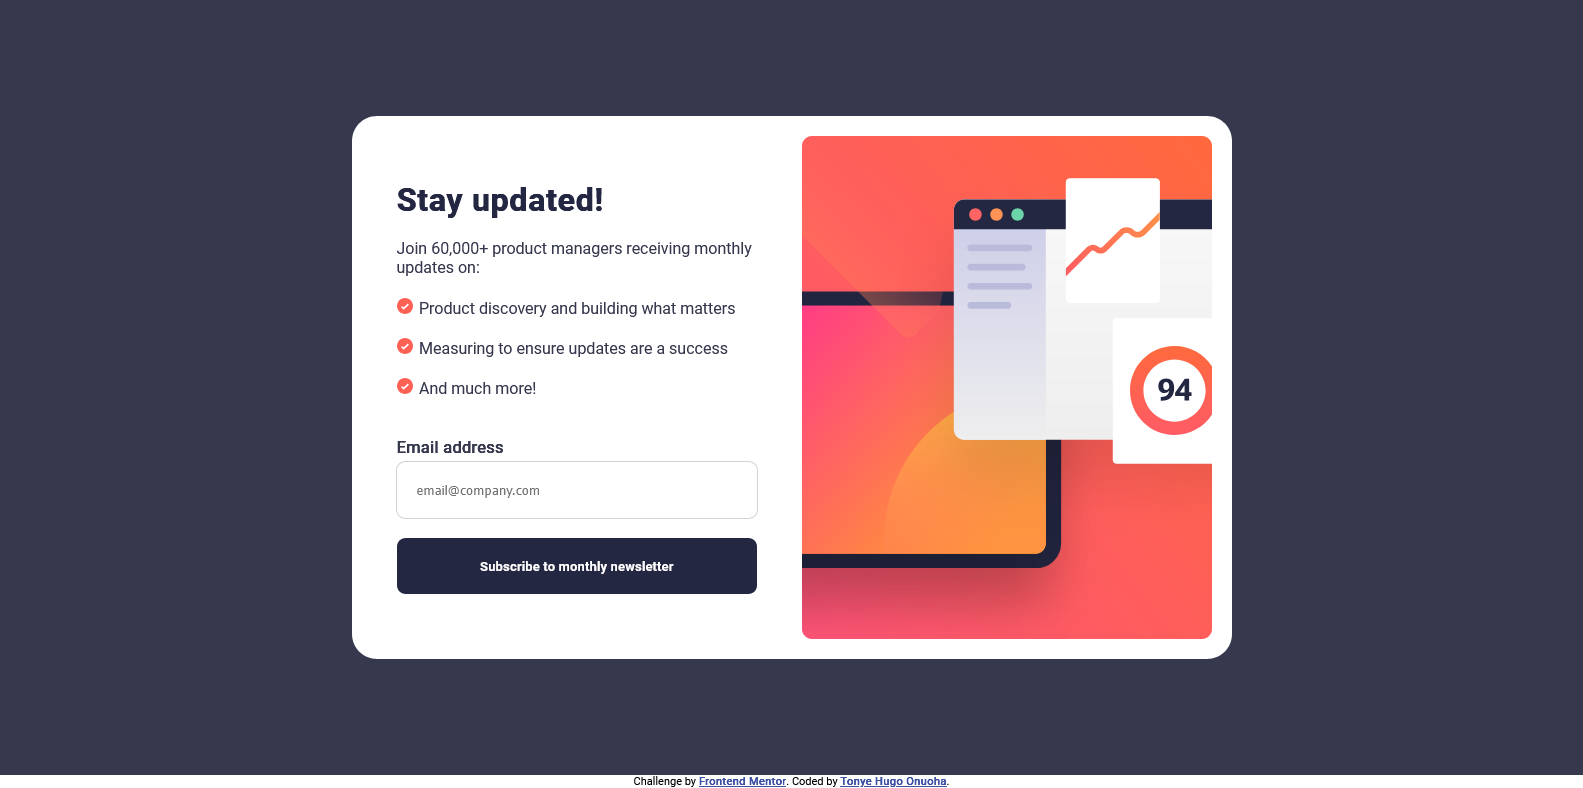 Stay updated!
Join 60,000+ product managers receiving monthly
updates on:
Product discovery and building what matters
Measuring to ensure updates are a success
And much more!
Email address
email@company.com
Subscribe to monthly newsletter
94
Challenge by Frontend Mentor. Coded by Tonye Hugo Onuoha.